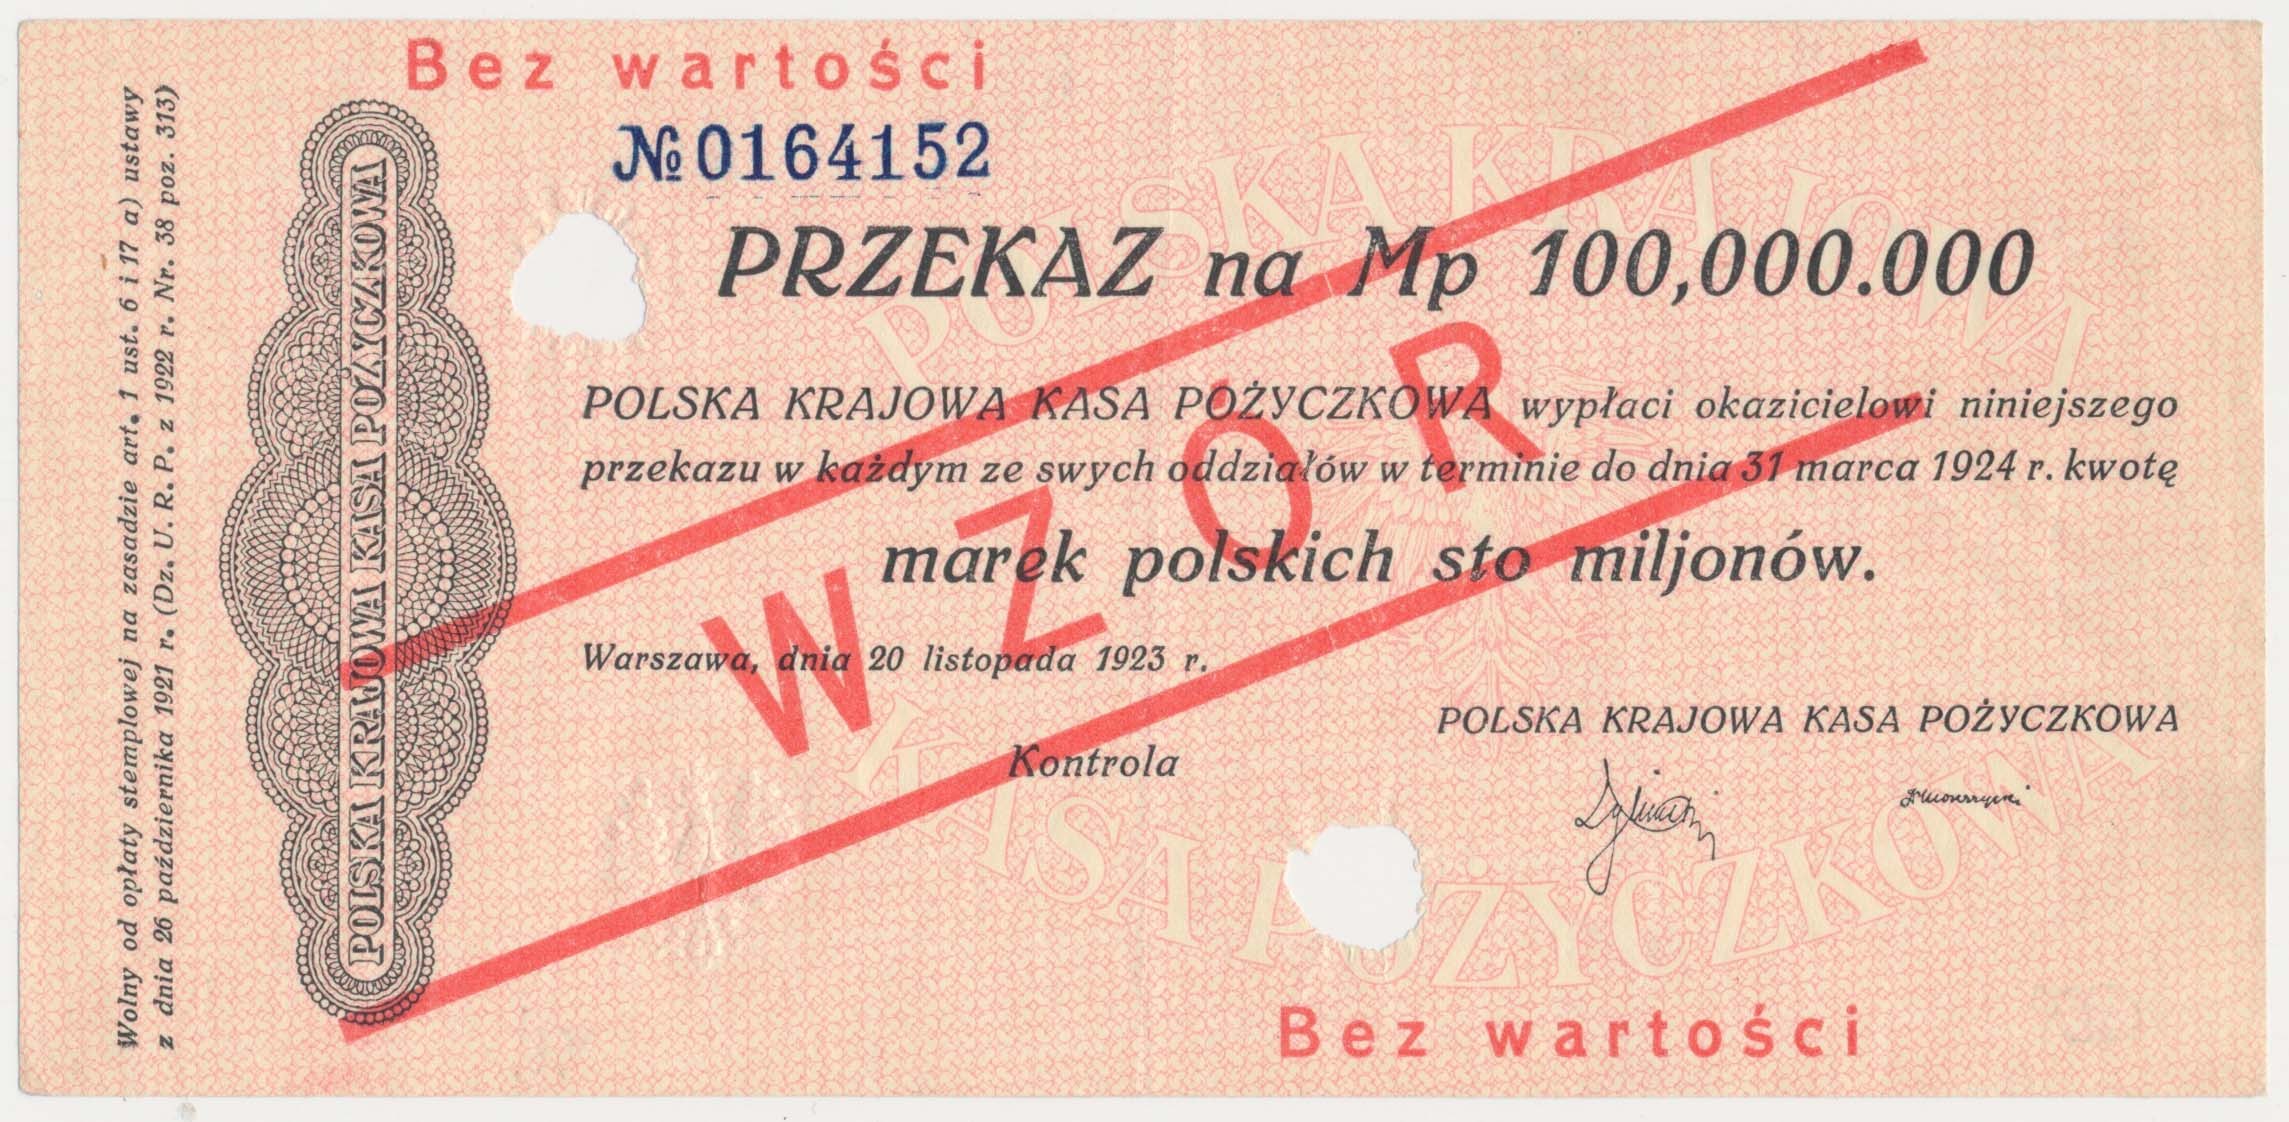 Bez wartości
№ 0164152
PRZEKAZ na Mp 100,000.000
POLSKA KRAJOWA KASA POŻYCZKOWA wypłaci okazicielowi niniejszego
przekazu w każdym ze swych oddziałów w terminie do dnia 31 marca 1924 r. kwotę
marek polskich sto miljonów.
Warszawa, dnia 20 listopada 1923 r.
POLSKA KRAJOWA KASA POŻYCZKOWA
Kontrola
Bez wartości
WZÓR
POLSKA KRAJOWA KASA POŻYCZKOWA
Wolny od opłaty stemplowej na zasadzie art. 1 ust. 6 i 17 a) ustawy
z dnia 26 października 1921 r. (Dz. U. R. P. z 1922 r. Nr. 38 poz. 313)
POLSKA KRAJOWA
KASA POŻYCZKOWA